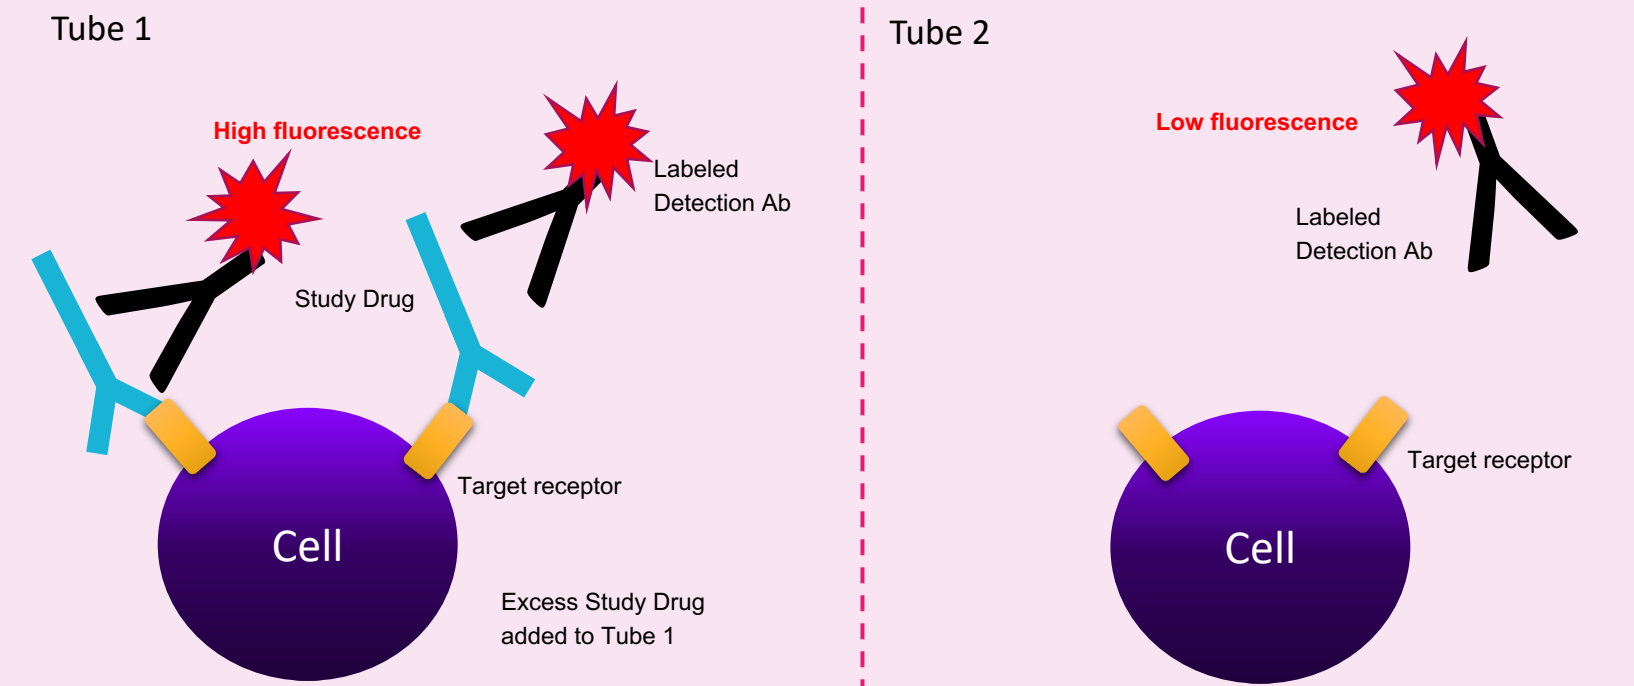 Tube 1
High fluorescence
Labeled
Detection Ab
Study Drug
Target receptor
Cell
Excess Study Drug
added to Tube 1
Tube 2
Low fluorescence
Labeled
Detection Ab
Target receptor
Cell